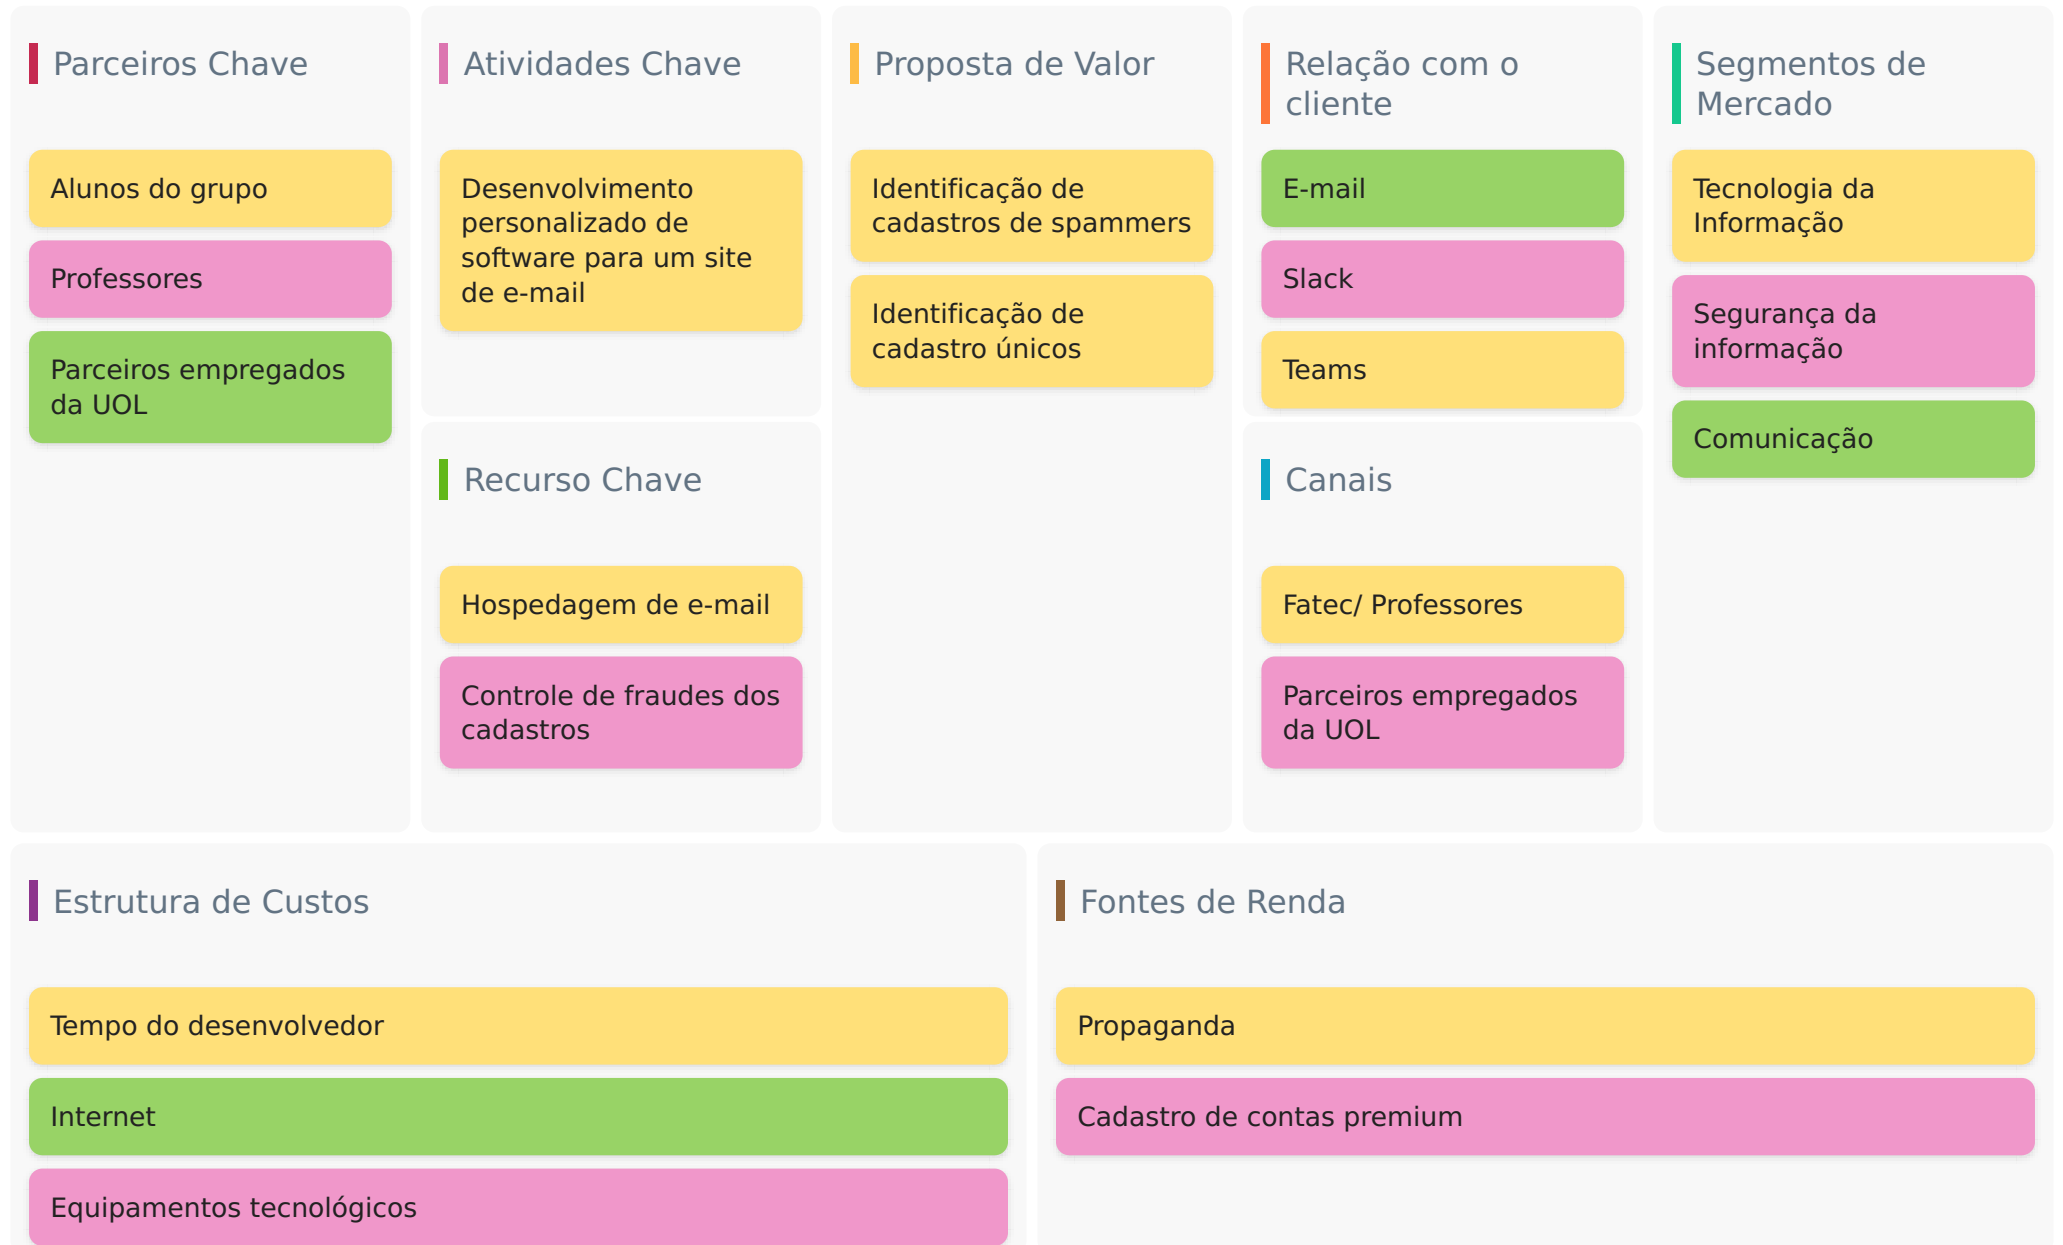 Parceiros Chave
Alunos do grupo
Professores
Parceiros empregados
da UOL
Atividades Chave
Desenvolvimento
personalizado de
software para um site
de e-mail
Recurso Chave
Hospedagem de e-mail
Controle de fraudes dos
cadastros
Proposta de Valor
Identificação de
cadastros de spammers
Identificação de
cadastro únicos
Relação com o
cliente
E-mail
Slack
Teams
Canais
Fatec/ Professores
Parceiros empregados
da UOL
Segmentos de
Mercado
Tecnologia da
Informação
Segurança da
informação
Comunicação
Estrutura de Custos
Tempo do desenvolvedor
Internet
Equipamentos tecnológicos
Fontes de Renda
Propaganda
Cadastro de contas premium